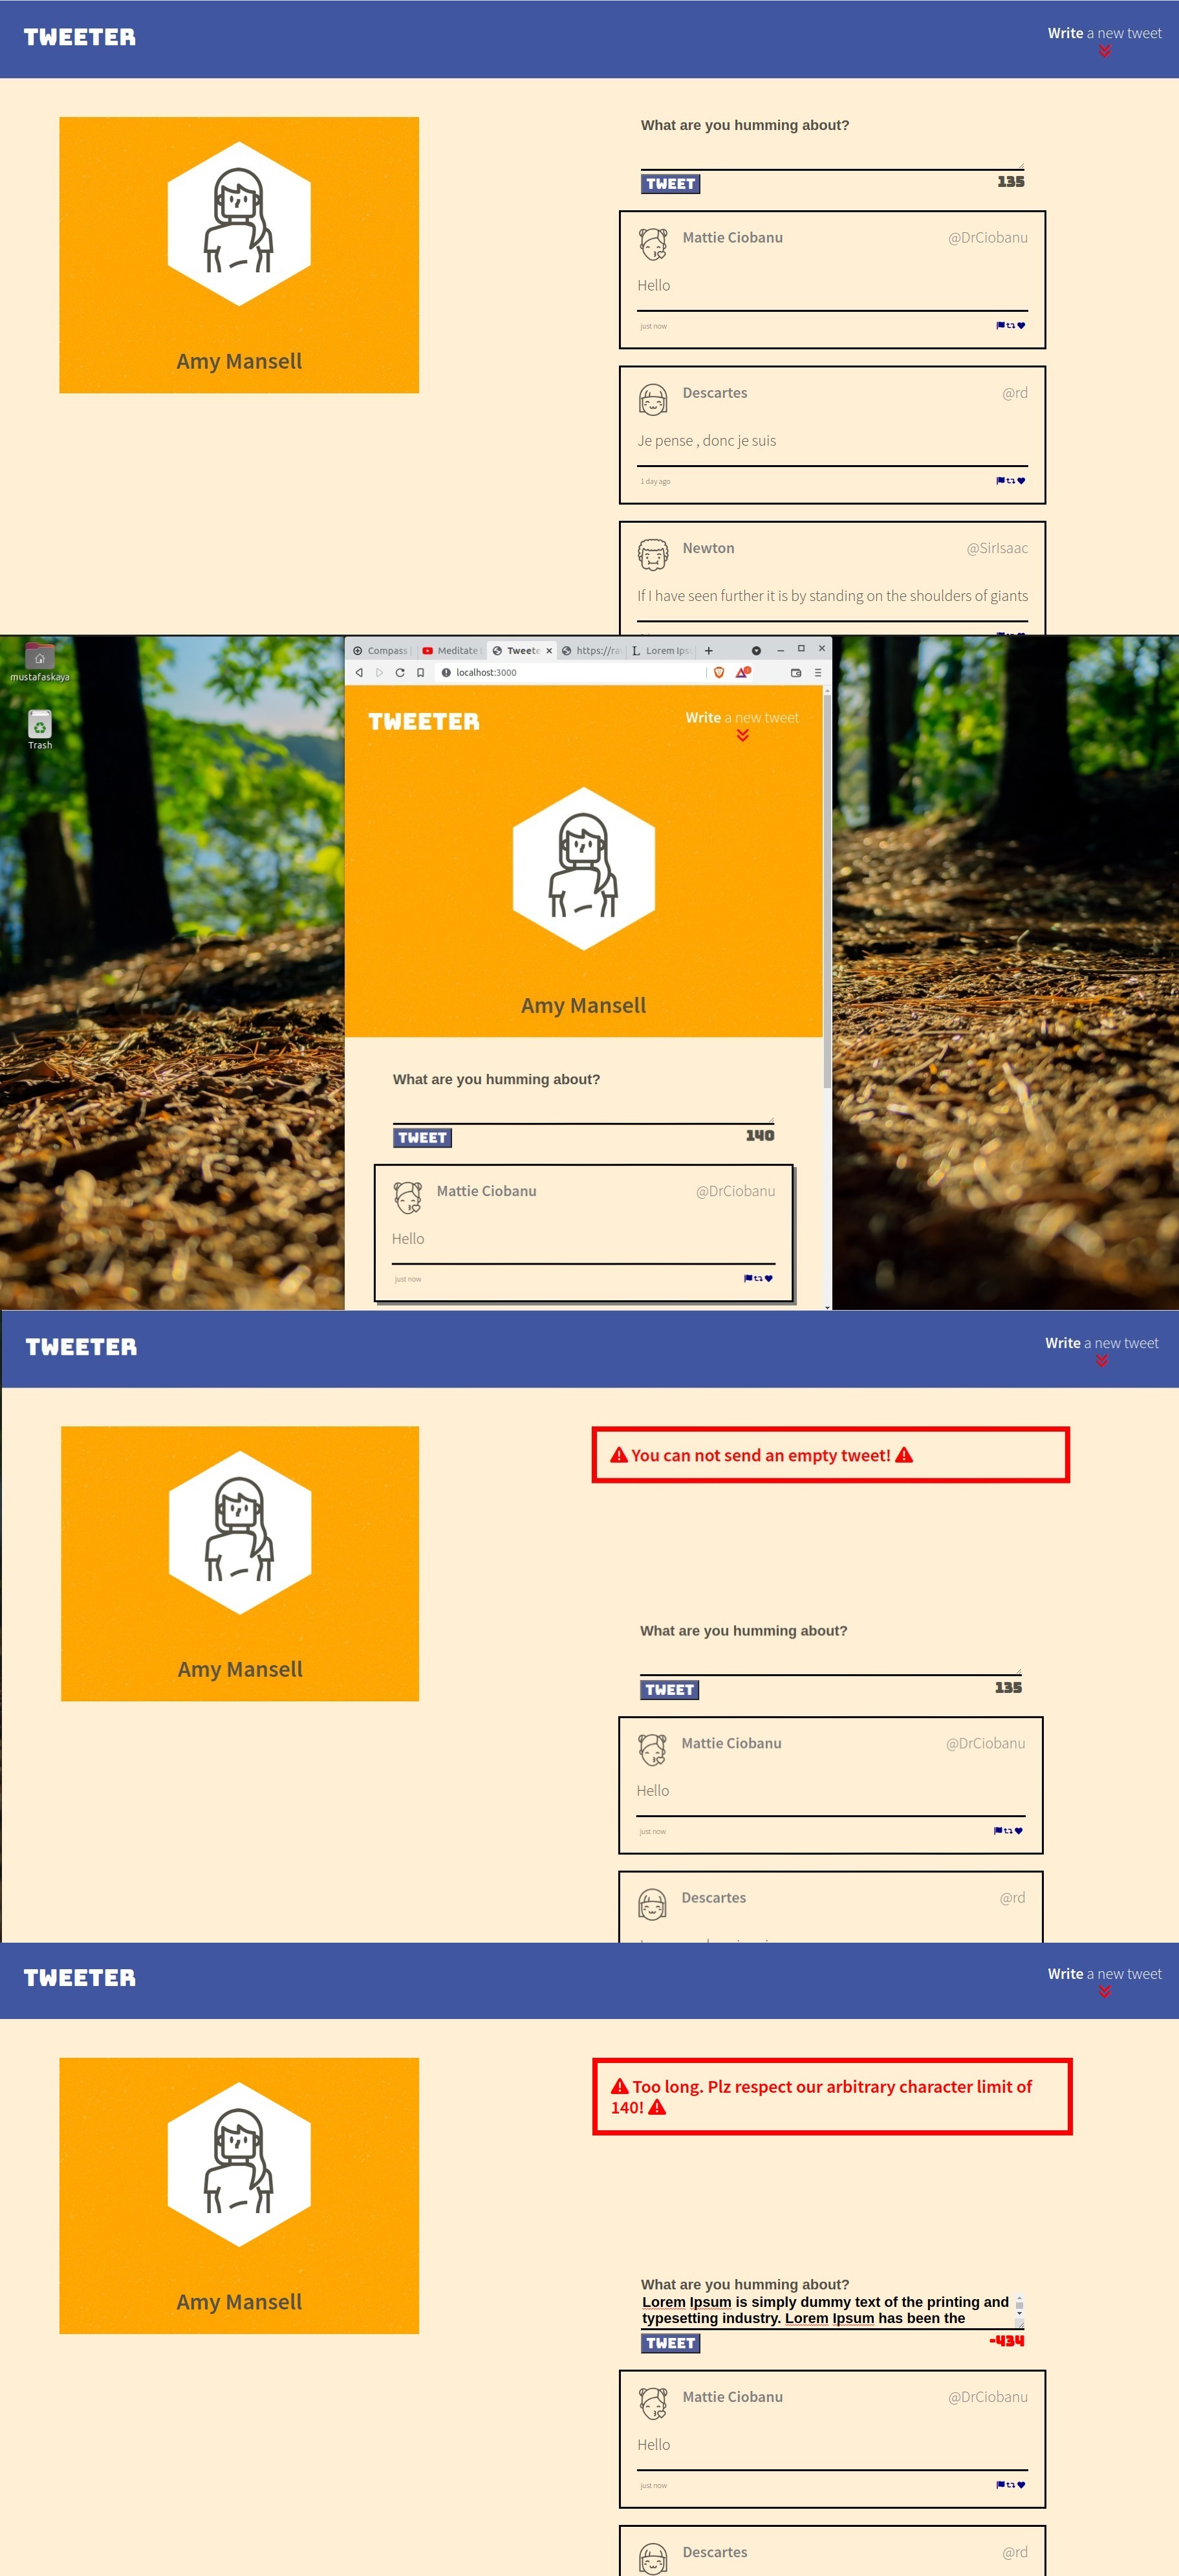 TWEETER
Write a new tweet
Amy Mansell
What are you humming about?
TWEET
135
Mattie Ciobanu
@DrCiobanu
Hello
just now
Descartes
@rd
Je pense , donc je suis
1 day ago
Newton
@SirIsaac
If I have seen further it is by standing on the shoulders of giants
mustafaskaya
Trash
Compass
Meditate
Tweete
https://ra
Lorem Ips
localhost:3000
TWEETER
Write a new tweet
Amy Mansell
What are you humming about?
TWEET
140
Mattie Ciobanu
@DrCiobanu
Hello
just now
TWEETER
Write a new tweet
Amy Mansell
You can not send an empty tweet!
What are you humming about?
TWEET
135
Mattie Ciobanu
@DrCiobanu
Hello
just now
Descartes
@rd
TWEETER
Write a new tweet
Amy Mansell
Too long. Plz respect our arbitrary character limit of
140!
What are you humming about?
Lorem Ipsum is simply dummy text of the printing and
typesetting industry. Lorem Ipsum has been the
TWEET
-434
Mattie Ciobanu
@DrCiobanu
Hello
just now
Descartes
@rd